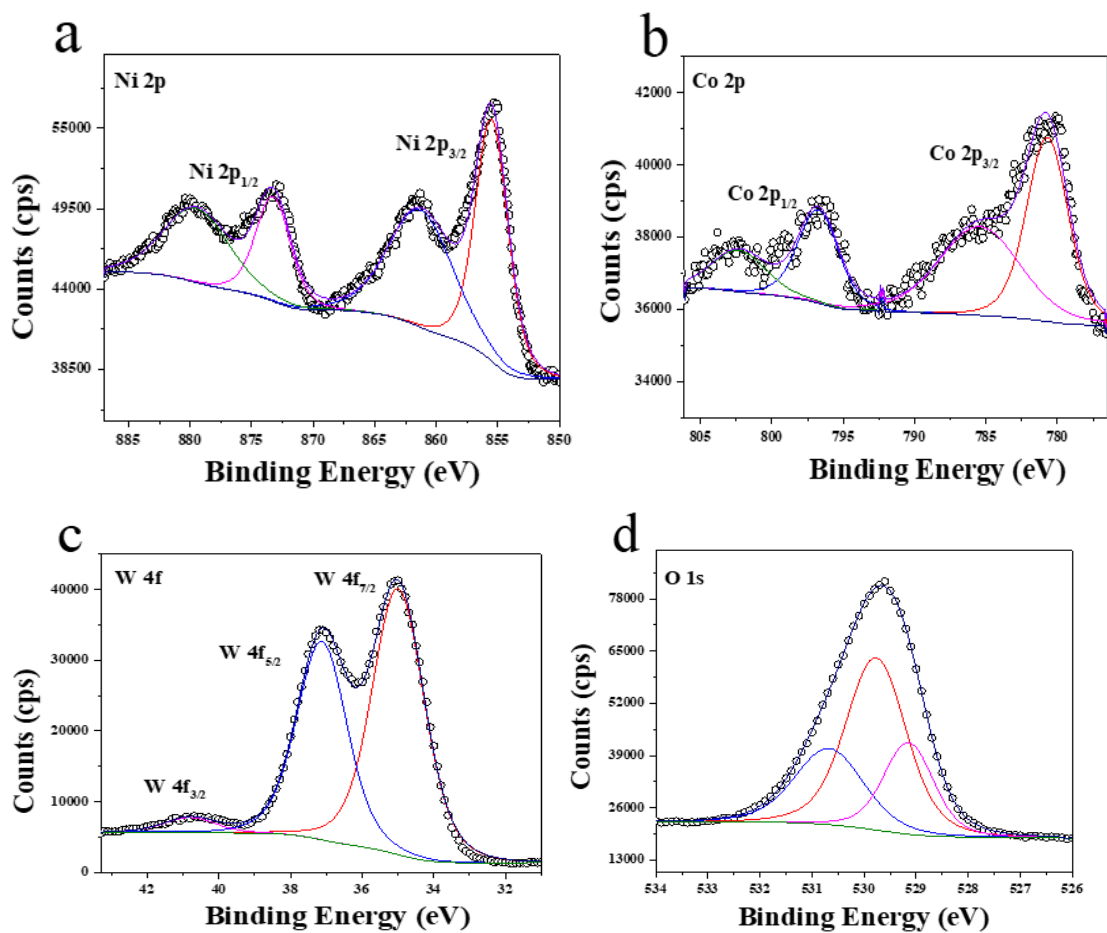 a
Ni 2p
Ni 2p1/2
Ni 2p3/2
55000
49500
44000
38500
Counts (cps)
885 880 875 870 865 860 855 850
Binding Energy (eV)
b
Co 2p
Co 2p1/2
Co 2p3/2
42000
40000
38000
36000
34000
Counts (cps)
805 800 795 790 785 780
Binding Energy (eV)
c
W 4f
W 4f7/2
W 4f5/2
W 4f3/2
40000
30000
20000
10000
0
Counts (cps)
42 40 38 36 34 32
Binding Energy (eV)
d
O 1s
78000
65000
52000
39000
26000
13000
Counts (cps)
534 533 532 531 530 529 528 527 526
Binding Energy (eV)